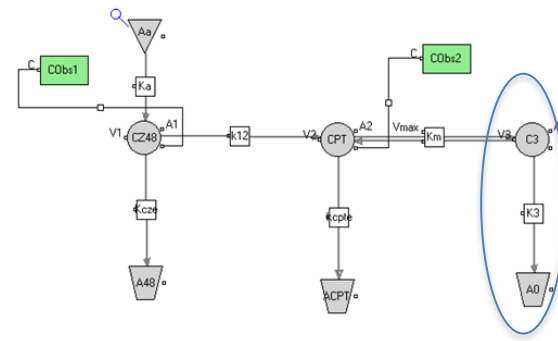 Aa
C
CObs1
C
CObs2
Ka
V1
CZ48
A1
k12
V2
CPT
A2
Vmax
Km
V3
C3
Kcze
Kcpte
K3
A48
ACPT
A0